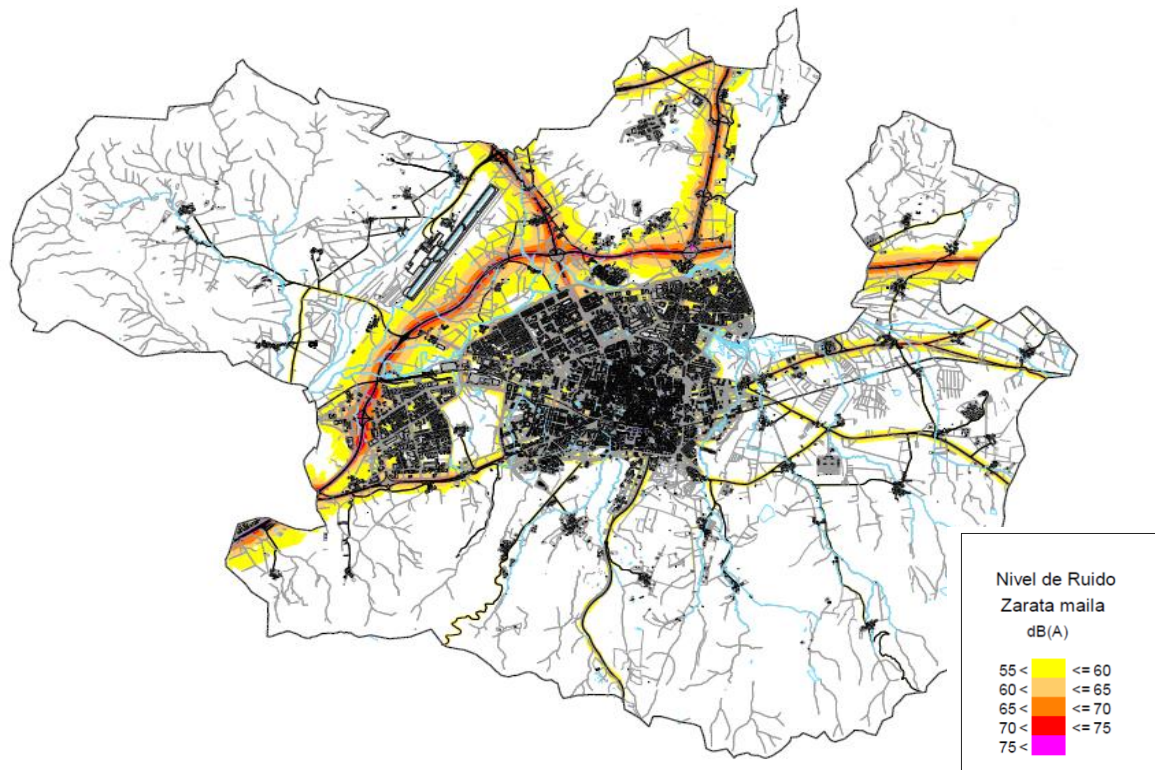 Nivel de Ruido
Zarata maila
dB(A)
55 < <= 60
60 < <= 65
65 < <= 70
70 < <= 75
75 <